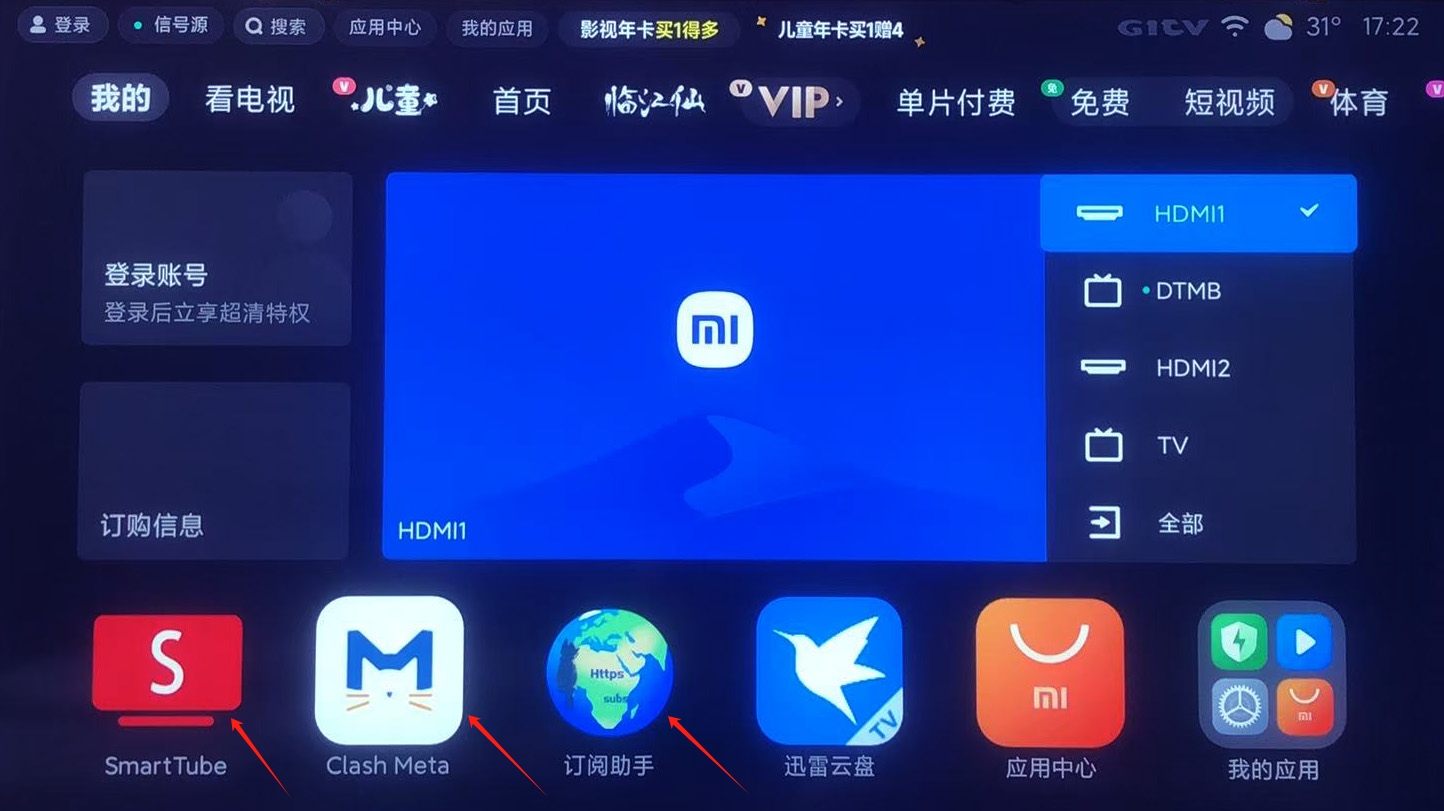 登录
信号源
搜索
应用中心
我的应用
影视年卡买1得多
儿童年卡买1赠4
GITV
31°
17:22
我的
看电视
V
儿童
首页
临江仙
V
VIP
单片付费
免
免费
短视频
V
体育
V
登录账号
登录后立享超清特权
订购信息
mi
HDMI1
HDMI1
DTMB
HDMI2
TV
全部
S
SmartTube
M
Clash Meta
Https
subs
订阅助手
TV
迅雷云盘
mi
应用中心
mi
我的应用